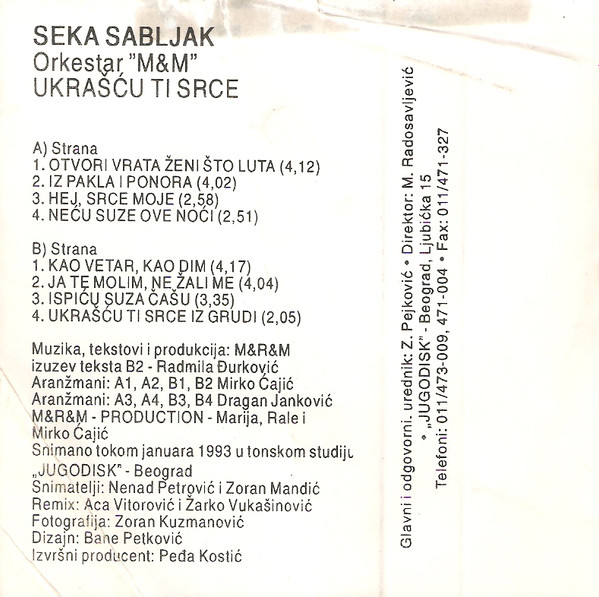 SEKA SABLJAK
Orkestar "M&M"
UKRAŠĆU TI SRCE
A) Strana
1. OTVORI VRATA ŽENI ŠTO LUTA (4,12)
2. IZ PAKLA I PONORA (4,02)
3. HEJ, SRCE MOJE (2,58)
4. NEĆU SUZE OVE NOĆI (2,51)
B) Strana
1. KAO VETAR, KAO DIM (4,17)
2. JA TE MOLIM, NE ŽALI ME (4,04)
3. ISPIĆU SUZA ČAŠU (3,35)
4. UKRAŠĆU TI SRCE IZ GRUDI (2,05)
Muzika, tekstovi i produkcija: M&R&M
izuzev teksta B2 - Radmila Đurković
Aranžmani: A1, A2, B1, B2 Mirko Ćajić
Aranžmani: A3, A4, B3, B4 Dragan Janković
M&R&M - PRODUCTION - Marija, Rale i
Mirko Ćajić
Snimano tokom januara 1993 u tonskom studiju
„JUGODISK" - Beograd
Snimatelji: Nenad Petrović i Zoran Mandić
Remix: Aca Vitorović i Žarko Vukašinović
Fotografija: Zoran Kuzmanović
Dizajn: Bane Petković
Izvršni producent: Peđa Kostić
Glavni i odgovorni. urednik: Z. Pejković • Direktor: M. Radosavljević
• „JUGODISK" - Beograd, Ljubička 15
Telefoni: 011/473-009, 471-004 • Fax: 011/471-327